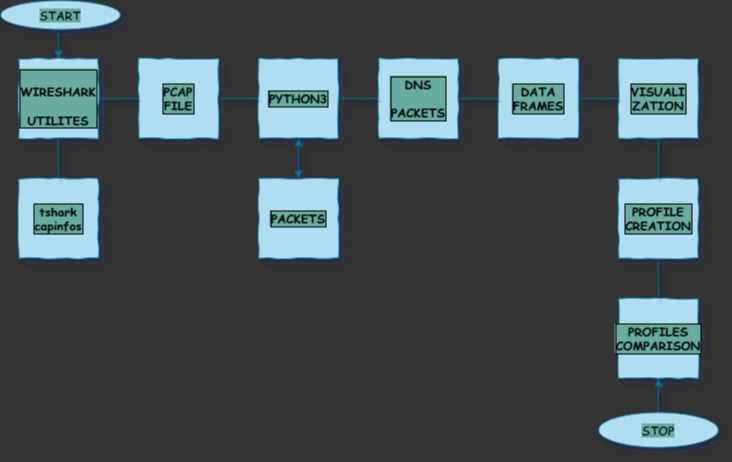 START
WIRESHARK
UTILITES
PCAP
FILE
PYTHON3
DNS
PACKETS
DATA
FRAMES
VISUALI
ZATION
tshark
capinfos
PACKETS
PROFILE
CREATION
PROFILES
COMPARISON
STOP